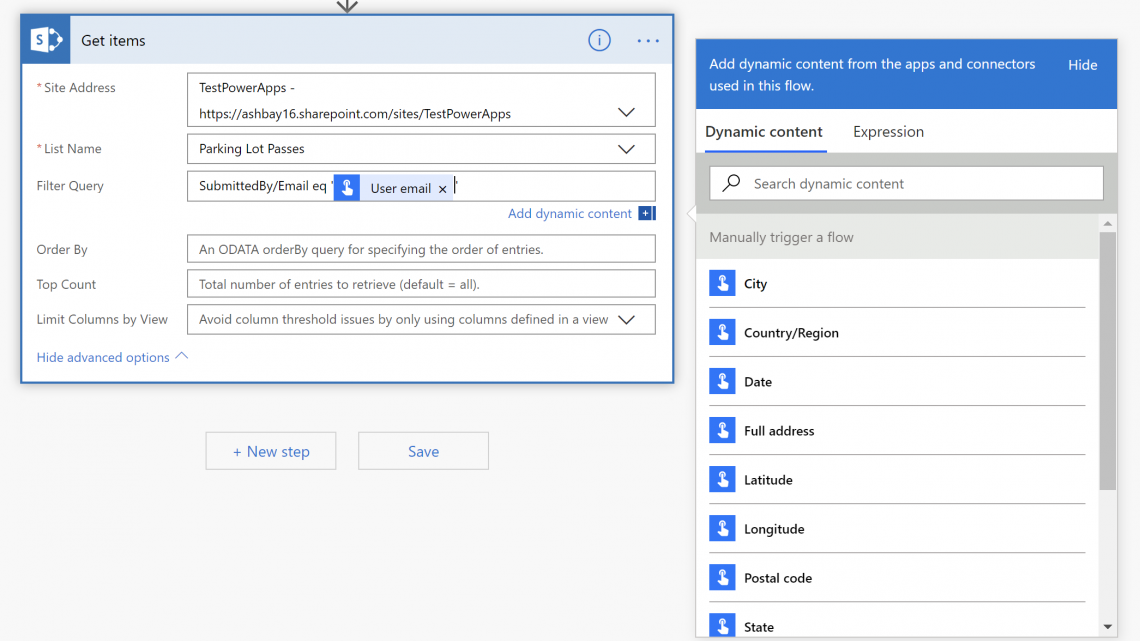 Get items
* Site Address
TestPowerApps -
https://ashbay16.sharepoint.com/sites/TestPowerApps
* List Name
Parking Lot Passes
Filter Query
SubmittedBy/Email eq ' User email × '
Add dynamic content +
Order By
An ODATA orderBy query for specifying the order of entries.
Top Count
Total number of entries to retrieve (default = all).
Limit Columns by View
Avoid column threshold issues by only using columns defined in a view
Hide advanced options
+ New step
Save
Add dynamic content from the apps and connectors
used in this flow.
Hide
Dynamic content
Expression
Search dynamic content
Manually trigger a flow
City
Country/Region
Date
Full address
Latitude
Longitude
Postal code
State